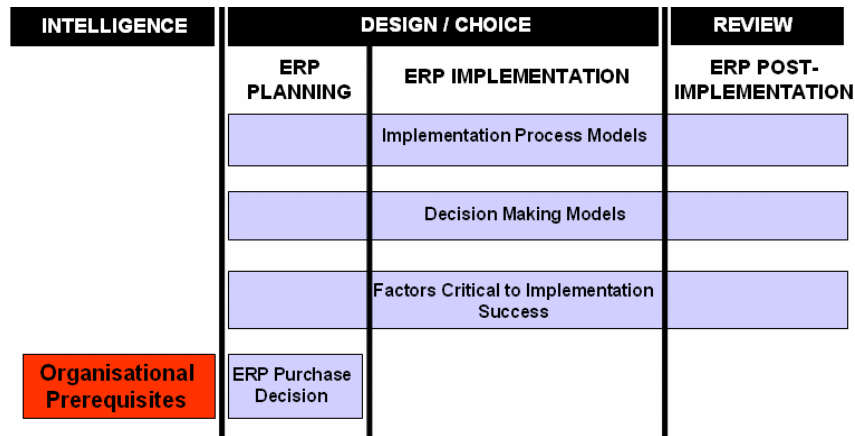 INTELLIGENCE
DESIGN / CHOICE
REVIEW
ERP
PLANNING
ERP IMPLEMENTATION
ERP POST-
IMPLEMENTATION
Implementation Process Models
Decision Making Models
Factors Critical to Implementation
Success
Organisational
Prerequisites
ERP Purchase
Decision